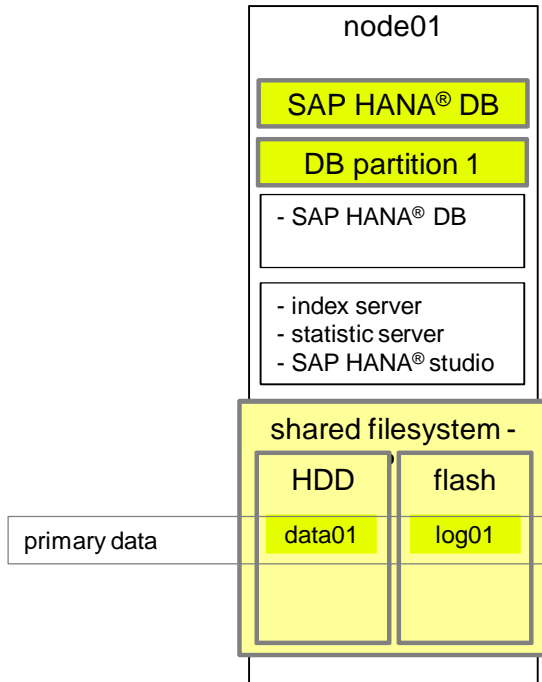 node01
SAP HANA® DB
DB partition 1
- SAP HANA® DB
- index server
- statistic server
- SAP HANA® studio
shared filesystem -
HDD
flash
primary data
data01
log01